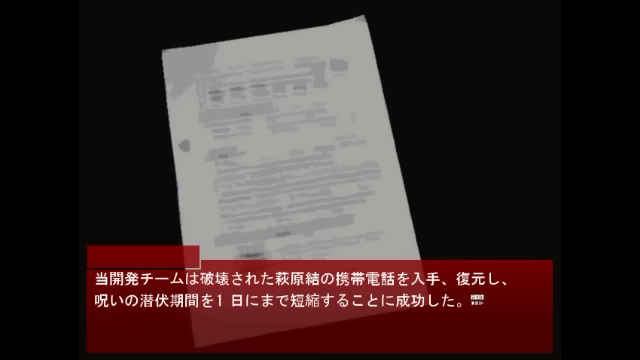 当開発チームは破壊された萩原結の携帯電話を入手、復元し、
呪いの潜伏期間を1日にまで短縮することに成功した。